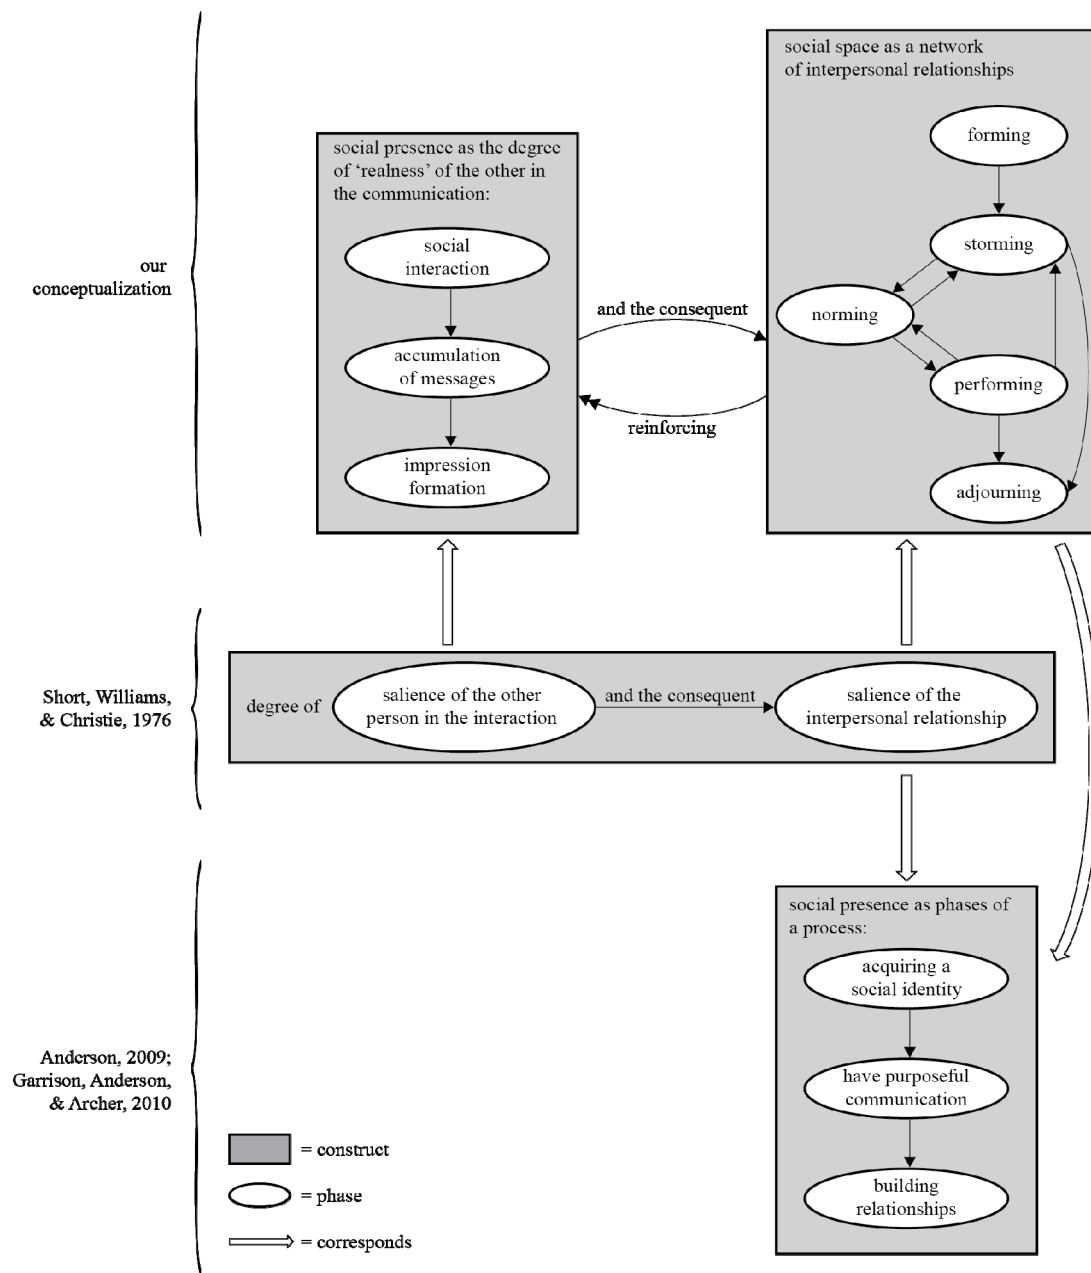 social space as a network
of interpersonal relationships
forming
storming
norming
performing
adjourning
social presence as the degree
of ‘realness’ of the other in
the communication:
social
interaction
accumulation
of messages
impression
formation
and the consequent
reinforcing
our
conceptualization
Short, Williams,
& Christie, 1976
degree of
salience of the other
person in the interaction
and the consequent
salience of the
interpersonal relationship
social presence as phases of
a process:
acquiring a
social identity
have purposeful
communication
building
relationships
Anderson, 2009;
Garrison, Anderson,
& Archer, 2010
= construct
= phase
= corresponds